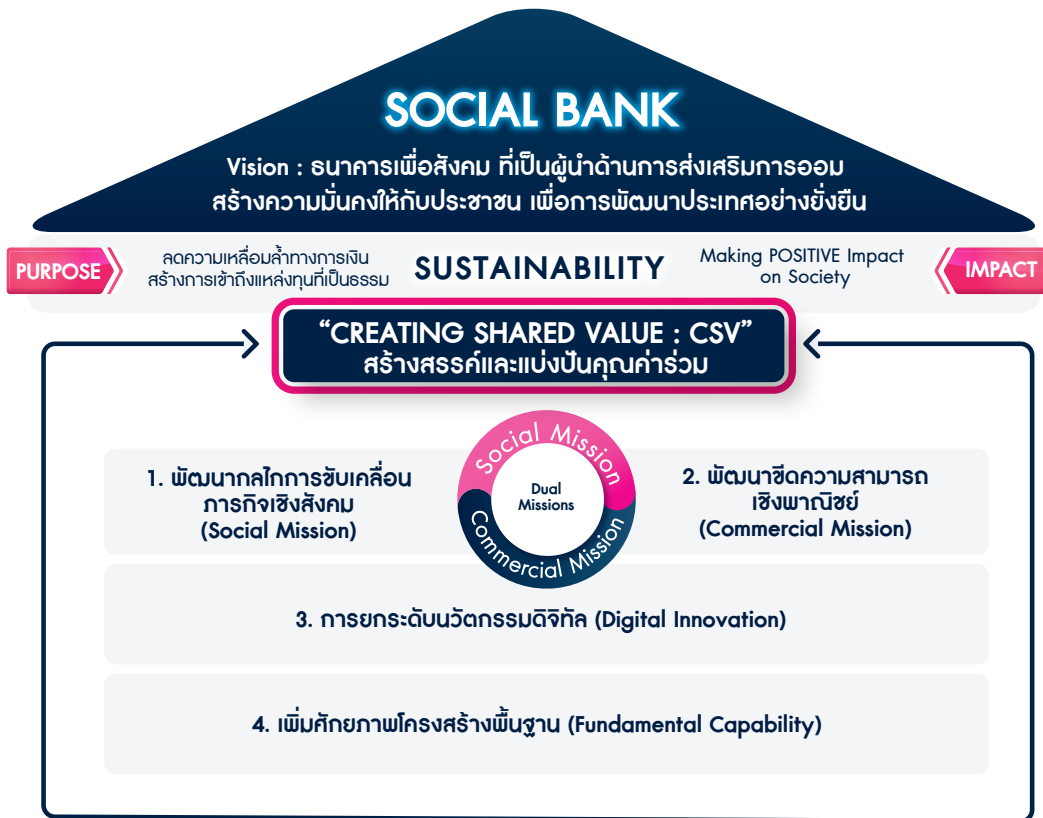 SOCIAL BANK
Vision : ธนาคารเพื่อสังคม ที่เป็นผู้นำด้านการส่งเสริมการออม
สร้างความมั่นคงให้กับประชาชน เพื่อการพัฒนาประเทศอย่างยั่งยืน
PURPOSE
ลดความเหลื่อมล้ำทางการเงิน
สร้างการเข้าถึงแหล่งทุนที่เป็นธรรม
SUSTAINABILITY
Making POSITIVE Impact
on Society
IMPACT
“CREATING SHARED VALUE : CSV”
สร้างสรรค์และแบ่งปันคุณค่าร่วม
1. พัฒนากลไกการขับเคลื่อน
ภารกิจเชิงสังคม
(Social Mission)
Social Mission
Dual
Missions
Commercial Mission
2. พัฒนาขีดความสามารถ
เชิงพาณิชย์
(Commercial Mission)
3. การยกระดับนวัตกรรมดิจิทัล (Digital Innovation)
4. เพิ่มศักยภาพโครงสร้างพื้นฐาน (Fundamental Capability)